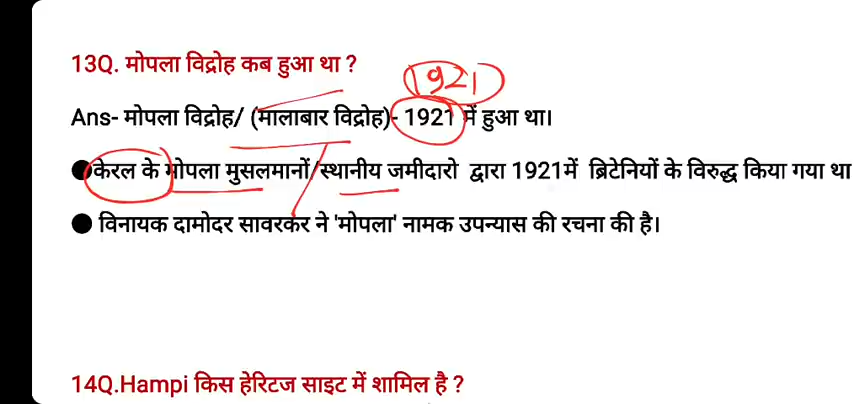 13Q. मोपला विद्रोह कब हुआ था ?
1921
Ans- मोपला विद्रोह/ (मालाबार विद्रोह)- 1921 में हुआ था।
●केरल के मोपला मुसलमानों/स्थानीय जमीदारो द्वारा 1921में ब्रिटेनियों के विरुद्ध किया गया था
● विनायक दामोदर सावरकर ने 'मोपला' नामक उपन्यास की रचना की है।
14Q.Hampi किस हेरिटज साइट में शामिल है ?